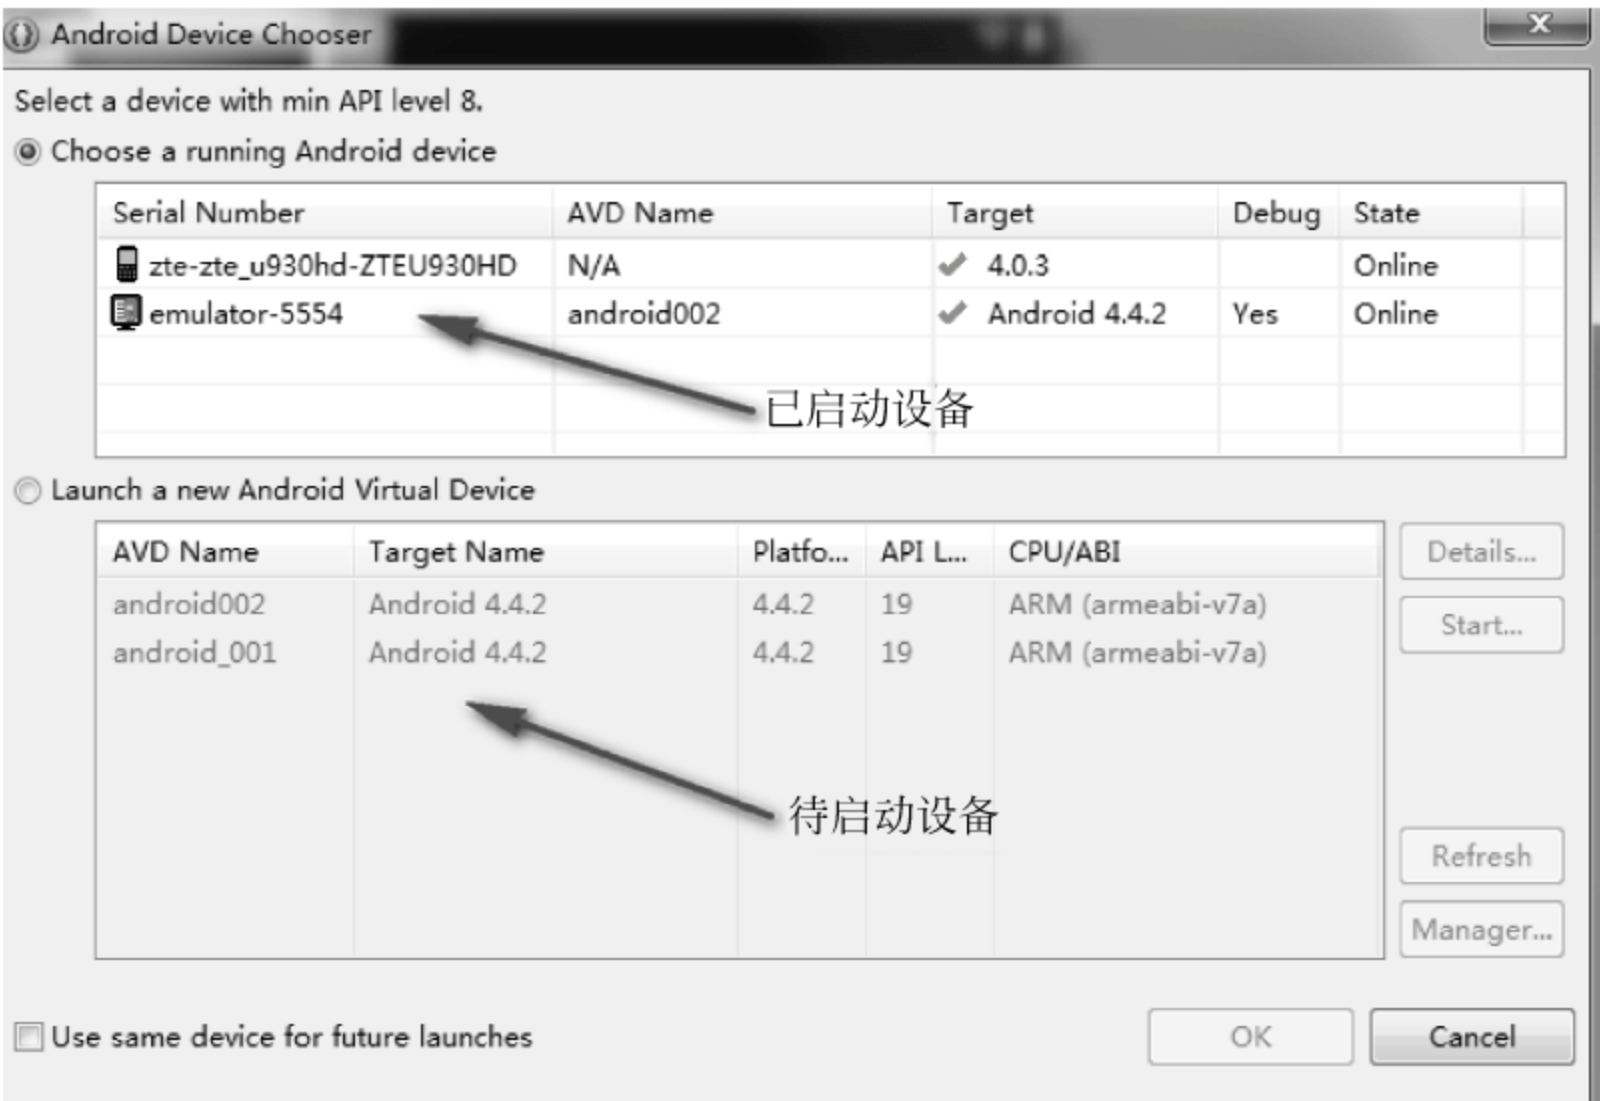 Android Device Chooser
Select a device with min API level 8.
Choose a running Android device
Serial Number AVD Name Target Debug State
zte-zte_u930hd-ZTEU930HD N/A 4.0.3 Online
emulator-5554 android002 Android 4.4.2 Yes Online
已启动设备
Launch a new Android Virtual Device
AVD Name Target Name Platfo... API L... CPU/ABI
android002 Android 4.4.2 4.4.2 19 ARM (armeabi-v7a)
android_001 Android 4.4.2 4.4.2 19 ARM (armeabi-v7a)
待启动设备
Details...
Start...
Refresh
Manager...
Use same device for future launches
OK
Cancel